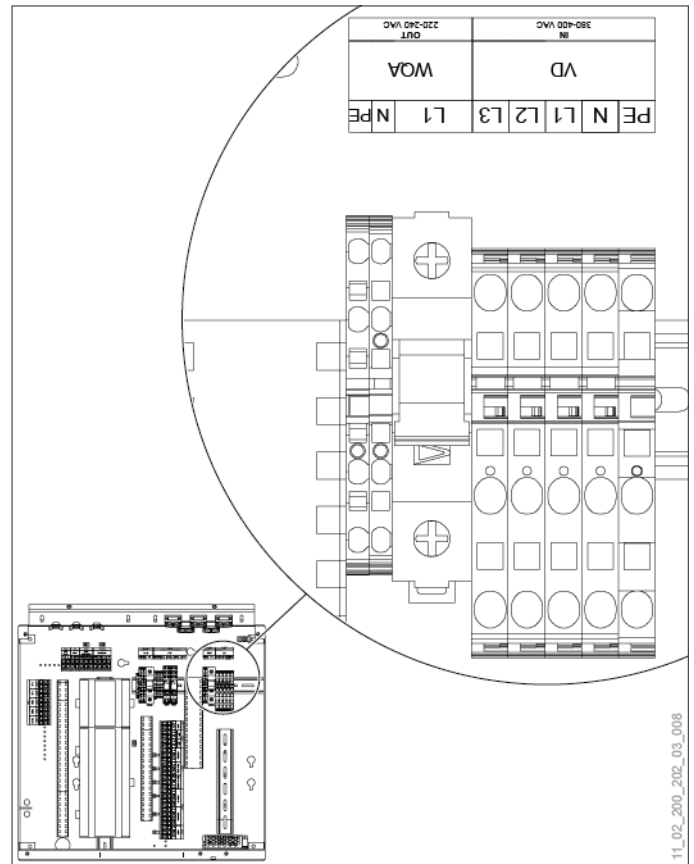 PE N L1 L2 L3 L1 N PE
VD WQA
IN OUT
380-400 VAC 220-240 VAC
11_02_200_202_03_008